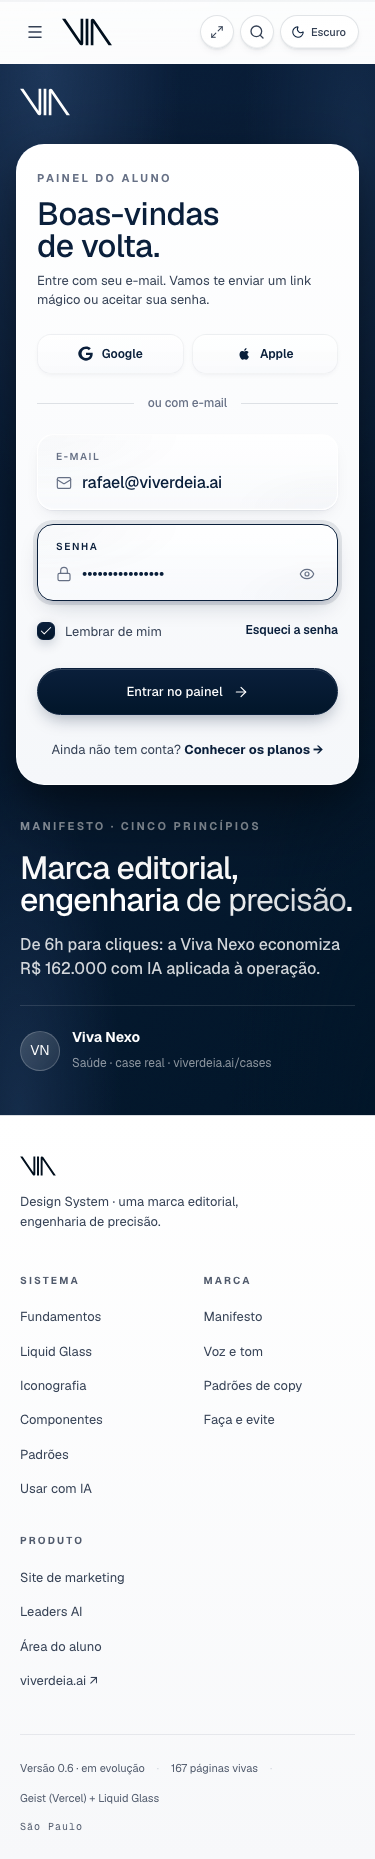 VIA
Escuro
VIA
PAINEL DO ALUNO
Boas-vindas
de volta.
Entre com seu e-mail. Vamos te enviar um link
mágico ou aceitar sua senha.
Google
Apple
ou com e-mail
E-MAIL
rafael@viverdeia.ai
SENHA
••••••••••••••••
Lembrar de mim
Esqueci a senha
Entrar no painel →
Ainda não tem conta? Conhecer os planos →
MANIFESTO · CINCO PRINCÍPIOS
Marca editorial,
engenharia de precisão.
De 6h para cliques: a Viva Nexo economiza
R$ 162.000 com IA aplicada à operação.
VN
Viva Nexo
Saúde · case real · viverdeia.ai/cases
VIA
Design System · uma marca editorial,
engenharia de precisão.
SISTEMA
Fundamentos
Liquid Glass
Iconografia
Componentes
Padrões
Usar com IA
MARCA
Manifesto
Voz e tom
Padrões de copy
Faça e evite
PRODUTO
Site de marketing
Leaders AI
Área do aluno
viverdeia.ai ↗
Versão 0.6 · em evolução · 167 páginas vivas ·
Geist (Vercel) + Liquid Glass
São Paulo